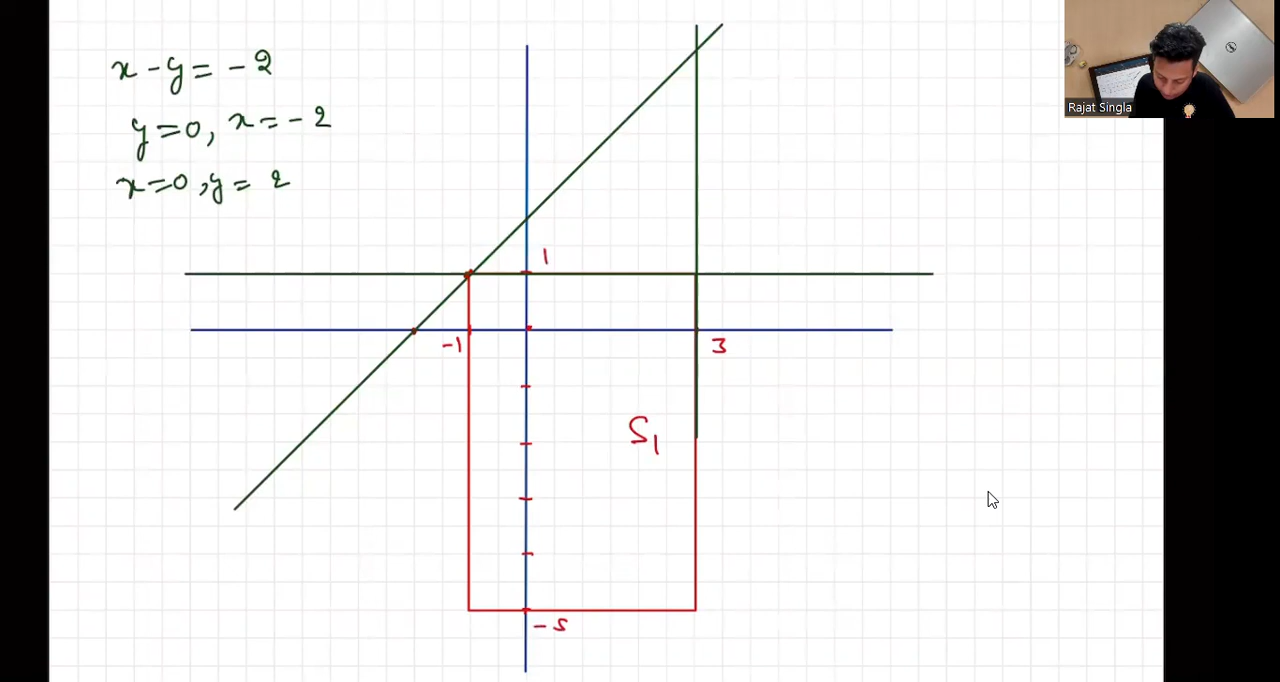 x - y = - 2
y = 0, x = - 2
x = 0, y = 2
Rajat Singla
1
-1
3
S1
-5